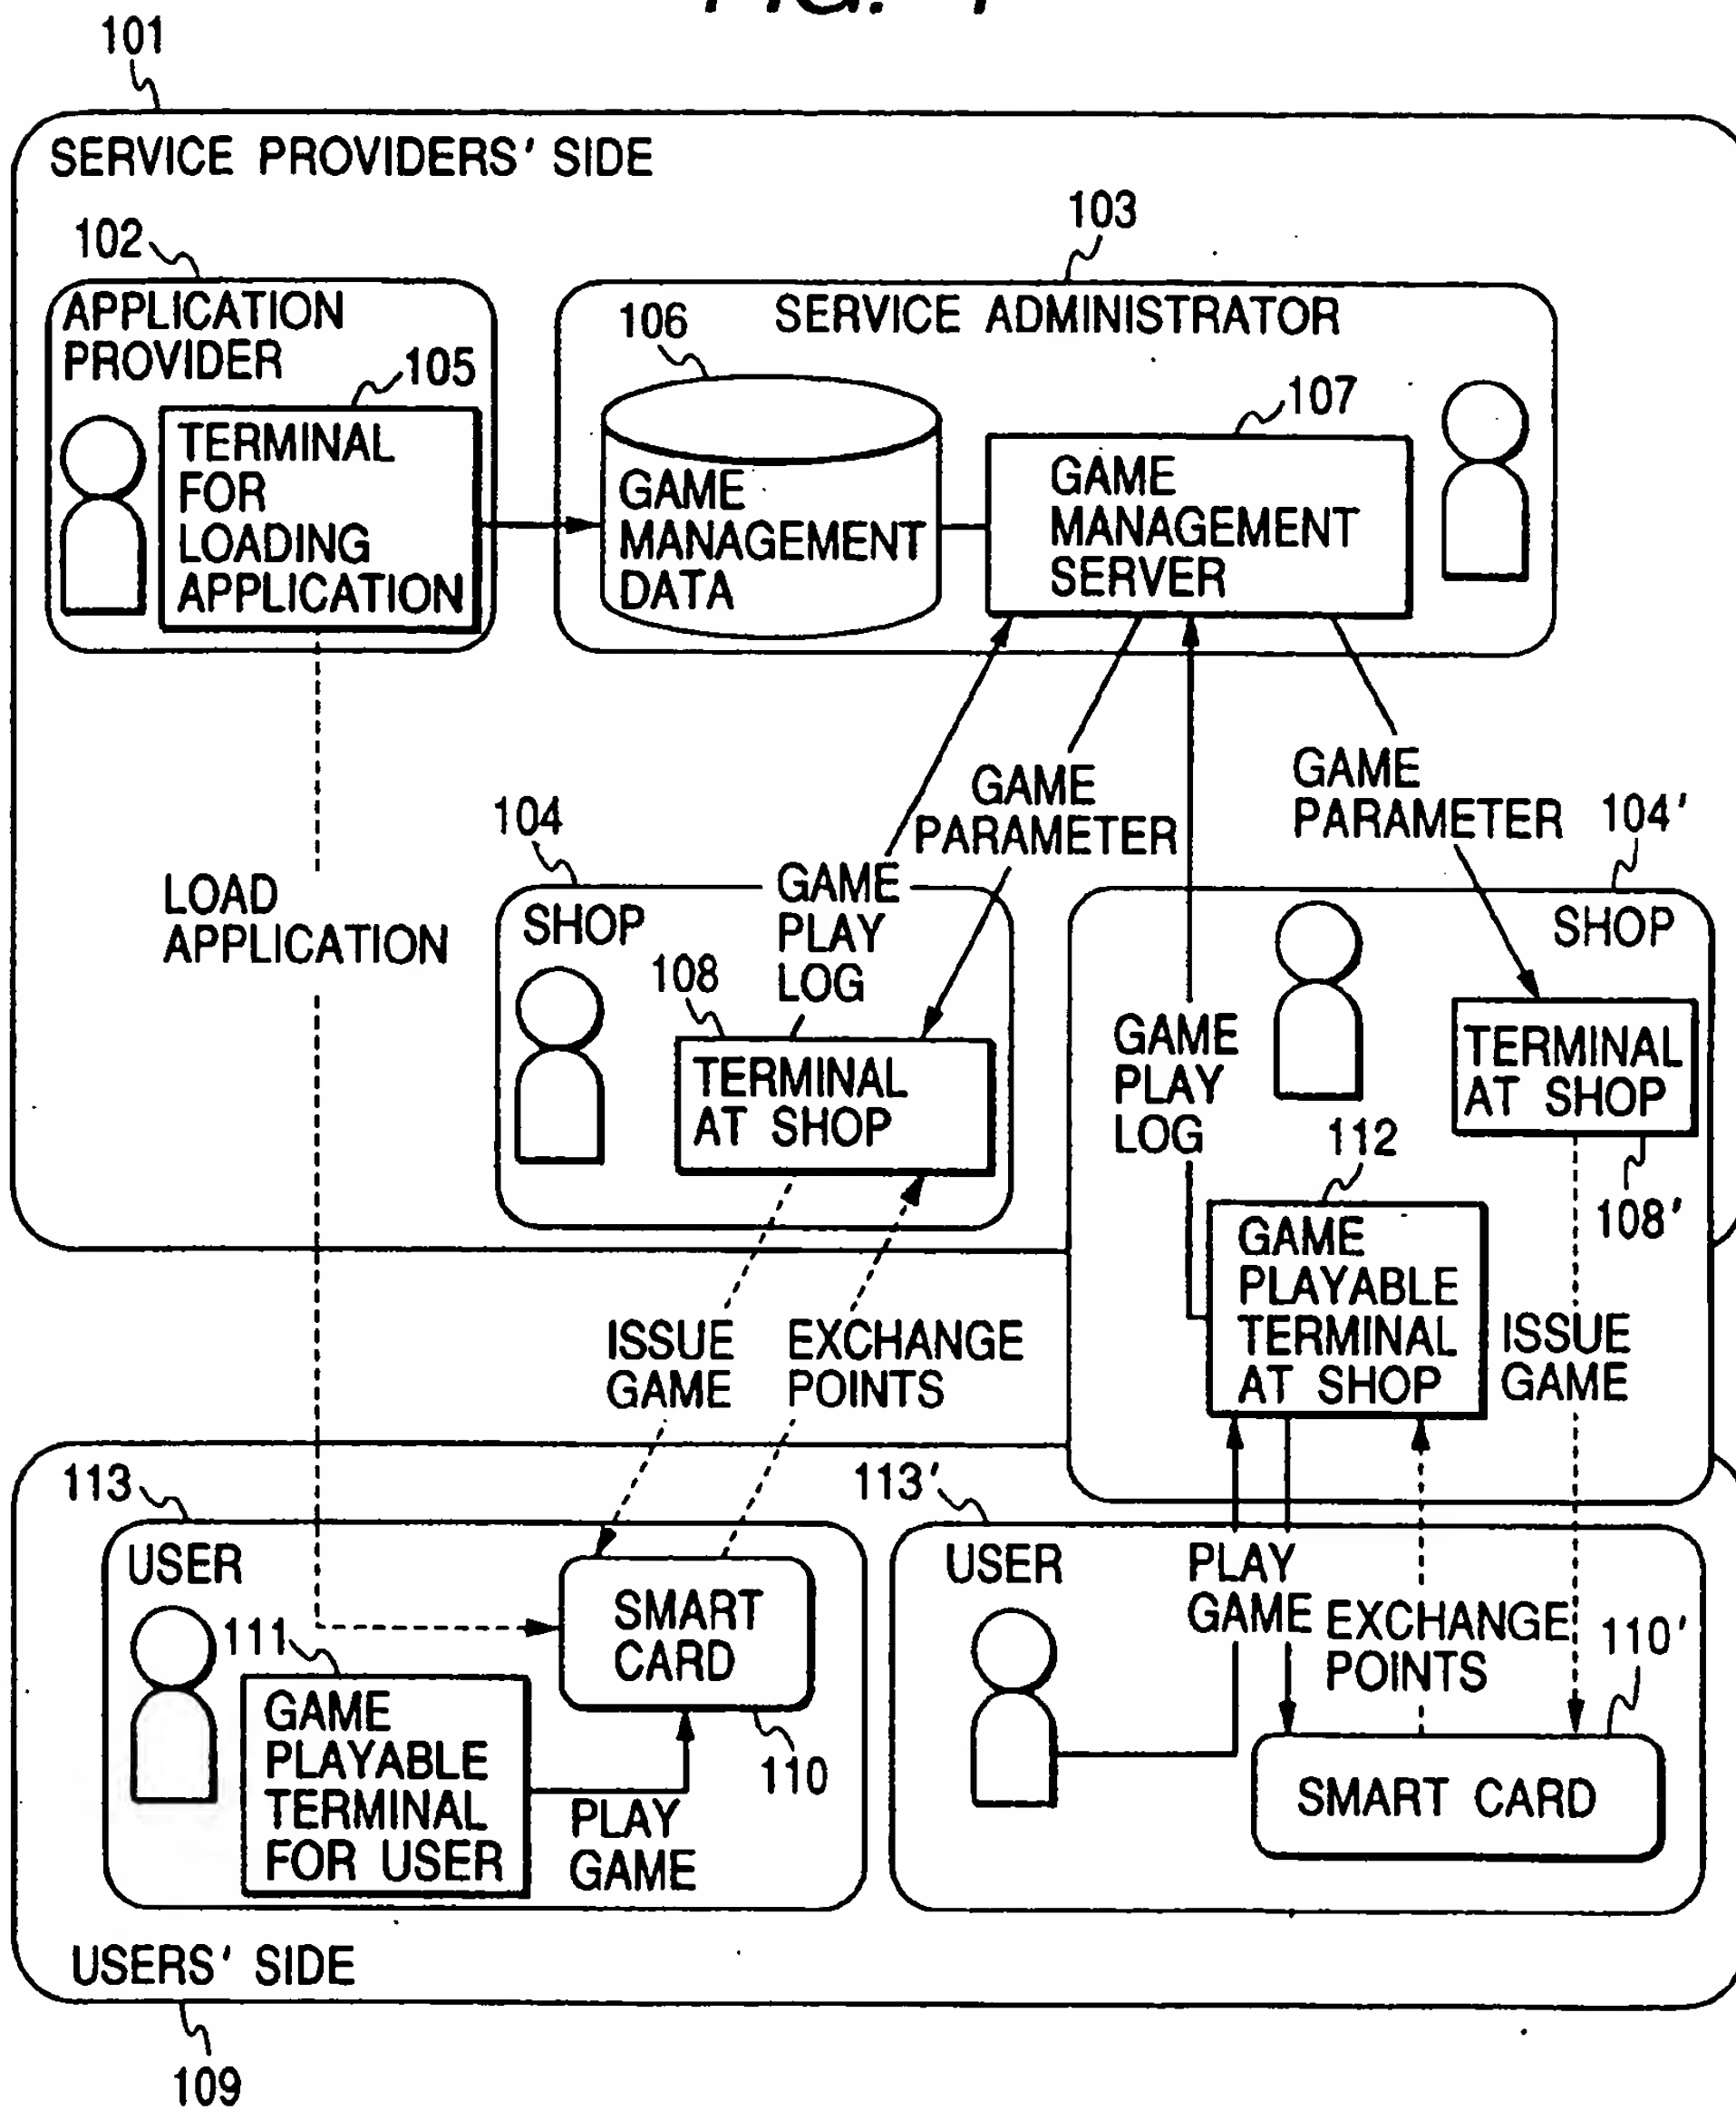 FIG. 1
101
SERVICE PROVIDERS' SIDE
102
103
APPLICATION
PROVIDER
105
TERMINAL
FOR
LOADING
APPLICATION
SERVICE ADMINISTRATOR
106
GAME
MANAGEMENT
DATA
107
GAME
MANAGEMENT
SERVER
LOAD
APPLICATION
GAME
PARAMETER
GAME
PARAMETER
104
SHOP
GAME
PLAY
LOG
108
TERMINAL
AT SHOP
104'
SHOP
GAME
PLAY
LOG
TERMINAL
AT SHOP
108'
112
GAME
PLAYABLE
TERMINAL
AT SHOP
ISSUE
GAME
EXCHANGE
POINTS
ISSUE
GAME
113
USER
111
GAME
PLAYABLE
TERMINAL
FOR USER
SMART
CARD
110
PLAY
GAME
113'
USER
PLAY
GAME
EXCHANGE
POINTS
110'
SMART CARD
USERS' SIDE
109